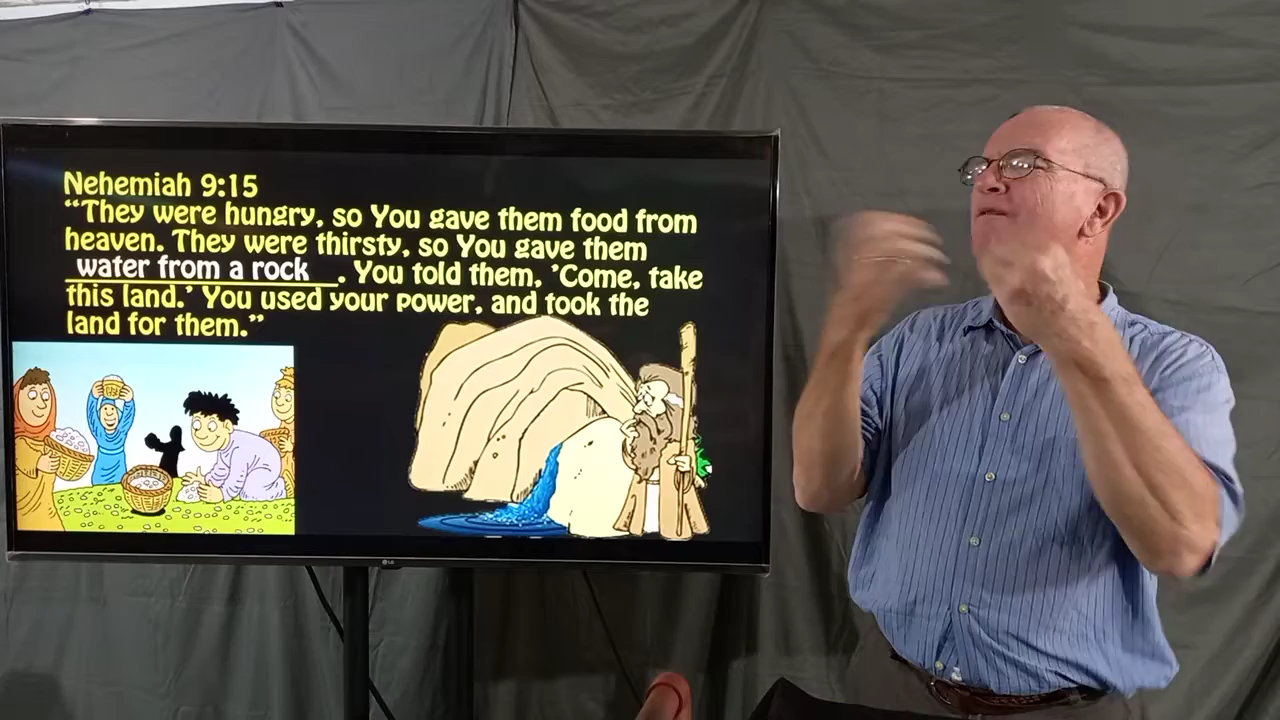 Nehemiah 9:15
“They were hungry, so You gave them food from
heaven. They were thirsty, so You gave them
water from a rock. You told them, ’Come, take
this land.’ You used your power, and took the
land for them.”
LG